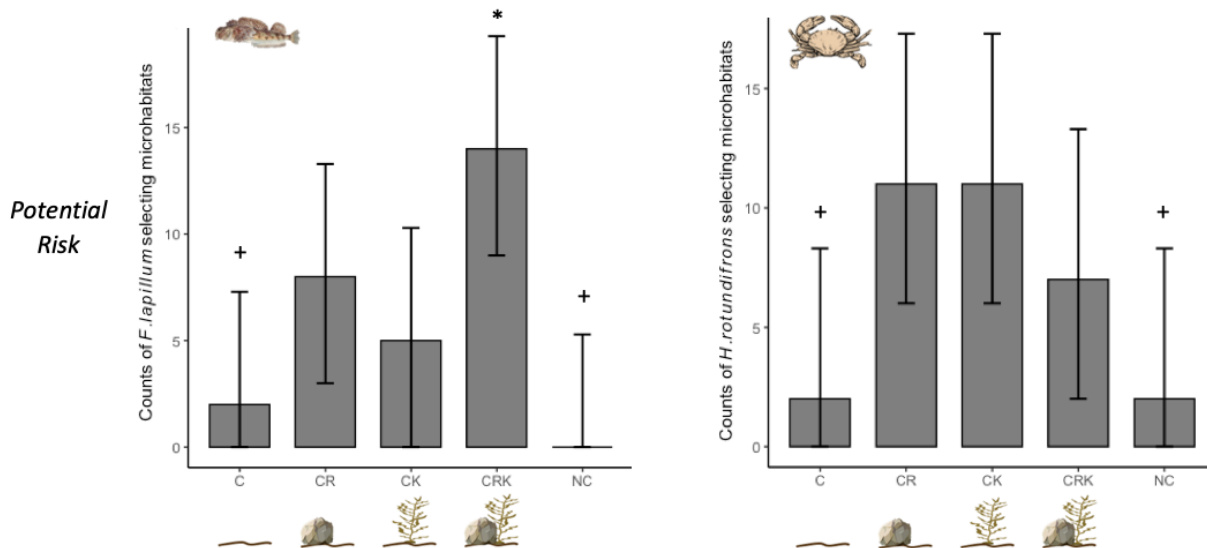 Potential
Risk
Counts of F.lapillum selecting microhabitats
15
10
5
0
*
+
+
C CR CK CRK NC
Counts of H.rotundifrons selecting microhabitats
15
10
5
0
+
+
C CR CK CRK NC